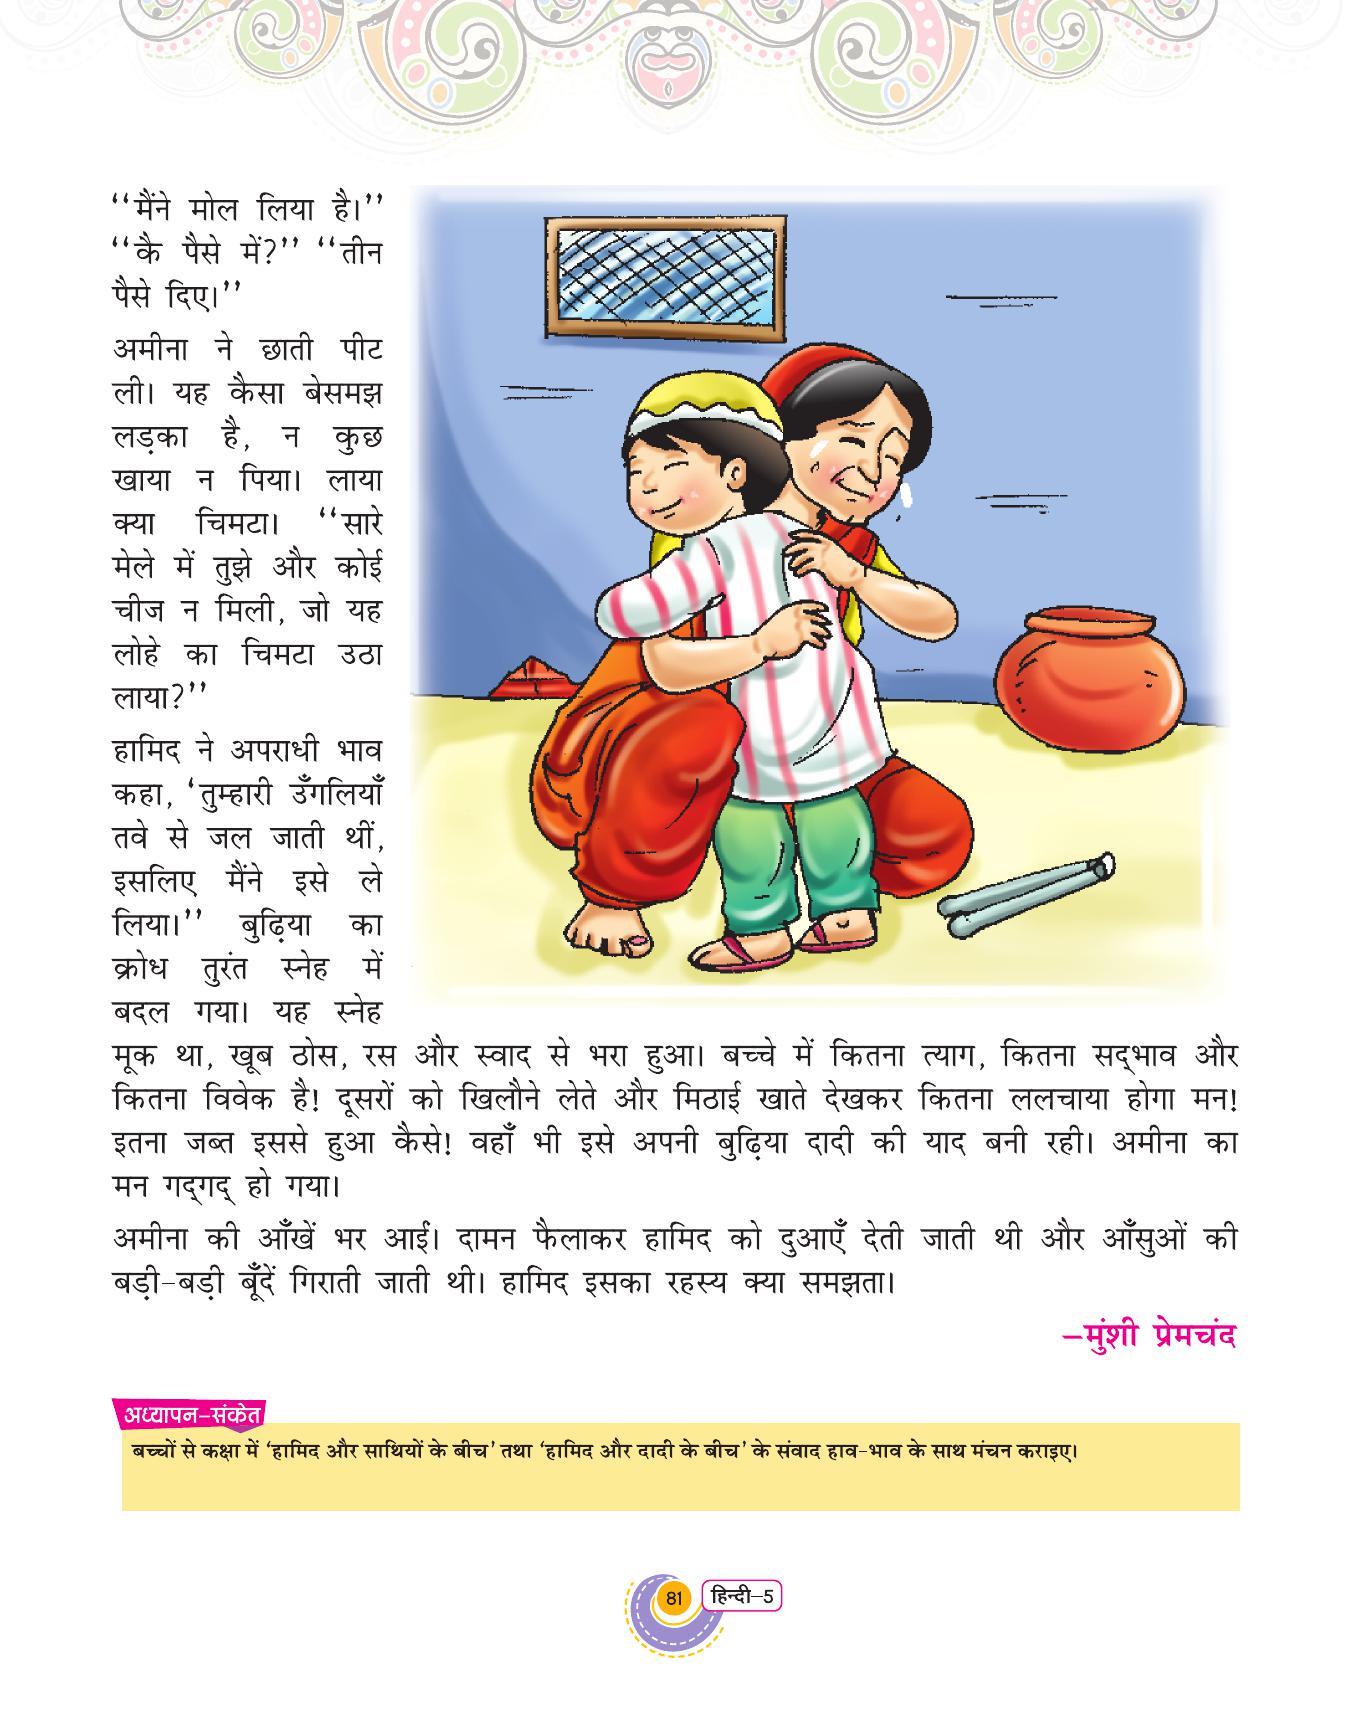 ‘‘मैंने मोल लिया है।’’
‘‘कै पैसे में?’’ ‘‘तीन
पैसे दिए।’’
अमीना ने छाती पीट
ली। यह कैसा बेसमझ
लड़का है, न कुछ
खाया न पिया। लाया
क्या चिमटा। ‘‘सारे
मेले में तुझे और कोई
चीज न मिली, जो यह
लोहे का चिमटा उठा
लाया?’’
हामिद ने अपराधी भाव
कहा, ‘तुम्हारी उँगलियाँ
तवे से जल जाती थीं,
इसलिए मैंने इसे ले
लिया।’’ बुढ़िया का
क्रोध तुरंत स्नेह में
बदल गया। यह स्नेह
मूक था, खूब ठोस, रस और स्वाद से भरा हुआ। बच्चे में कितना त्याग, कितना सद्‌भाव और
कितना विवेक है! दूसरों को खिलौने लेते और मिठाई खाते देखकर कितना ललचाया होगा मन!
इतना जब्त इससे हुआ कैसे! वहाँ भी इसे अपनी बुढ़िया दादी की याद बनी रही। अमीना का
मन गद्‌गद् हो गया।
अमीना की आँखें भर आईं। दामन फैलाकर हामिद को दुआएँ देती जाती थी और आँसुओं की
बड़ी-बड़ी बूँदें गिराती जाती थी। हामिद इसका रहस्य क्या समझता।
–मुंशी प्रेमचंद
अध्यापन-संकेत
बच्चों से कक्षा में ‘हामिद और साथियों के बीच’ तथा ‘हामिद और दादी के बीच’ के संवाद हाव-भाव के साथ मंचन कराइए।
81 हिन्दी-5